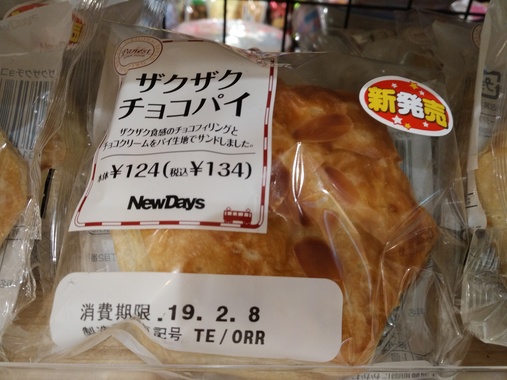 ザクザク
チョコパイ
新発売
ザクザク食感のチョコフィリングと
チョコクリームをパイ生地でサンドしました。
本体¥124(税込¥134)
NewDays
消費期限 .19. 2. 8
記号 TE/ORR